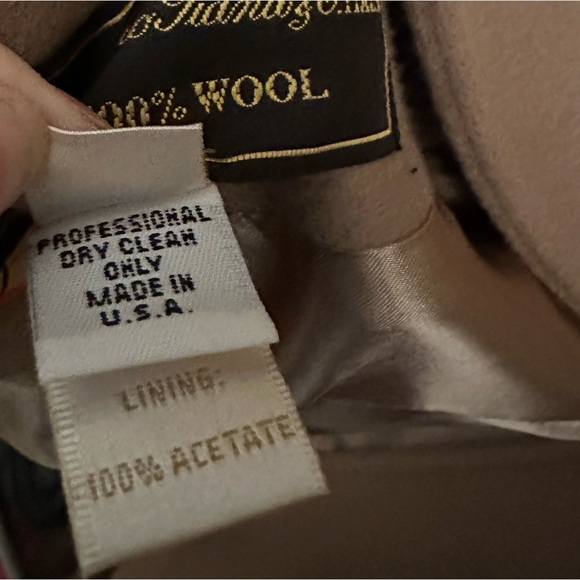 100% WOOL
PROFESSIONAL
DRY CLEAN
ONLY
MADE IN
U.S.A.
LINING:
100% ACETATE